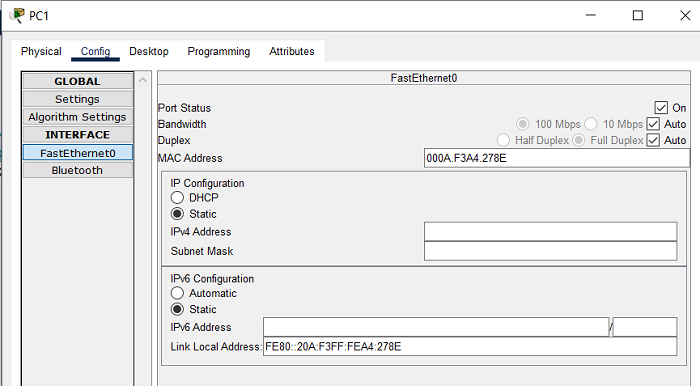 PC1
Physical Config Desktop Programming Attributes
GLOBAL
Settings
Algorithm Settings
INTERFACE
FastEthernet0
Bluetooth
FastEthernet0
Port Status On
Bandwidth 100 Mbps 10 Mbps Auto
Duplex Half Duplex Full Duplex Auto
MAC Address 000A.F3A4.278E
IP Configuration
DHCP
Static
IPv4 Address
Subnet Mask
IPv6 Configuration
Automatic
Static
IPv6 Address /
Link Local Address: FE80::20A:F3FF:FEA4:278E